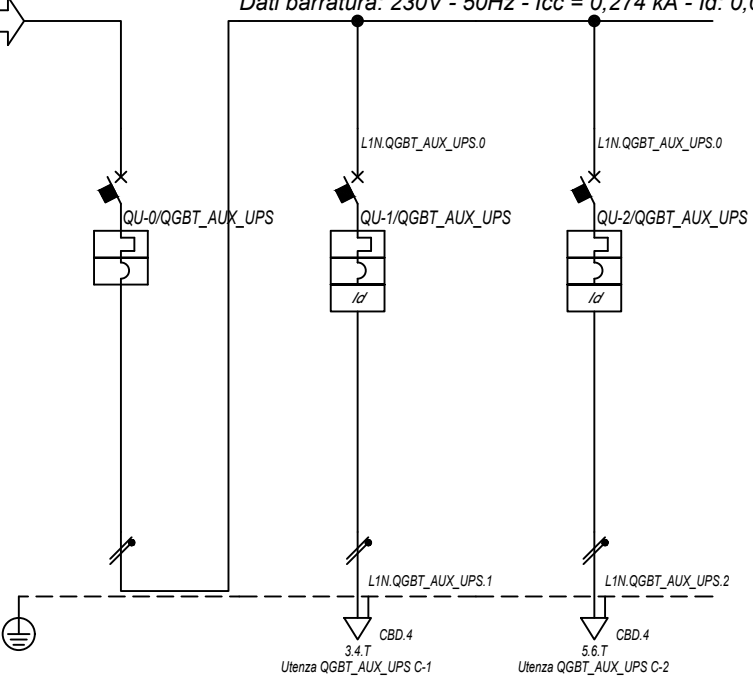 Dati barratura: 230V - 50Hz - Icc = 0,274 kA - Id:
L1N.QGBT_AUX_UPS.0
L1N.QGBT_AUX_UPS.0
QU-0/QGBT_AUX_UPS
QU-1/QGBT_AUX_UPS
QU-2/QGBT_AUX_UPS
Id
Id
L1N.QGBT_AUX_UPS.1
L1N.QGBT_AUX_UPS.2
CBD.4
CBD.4
3.4.T
5.6.T
Utenza QGBT_AUX_UPS C-1
Utenza QGBT_AUX_UPS C-2